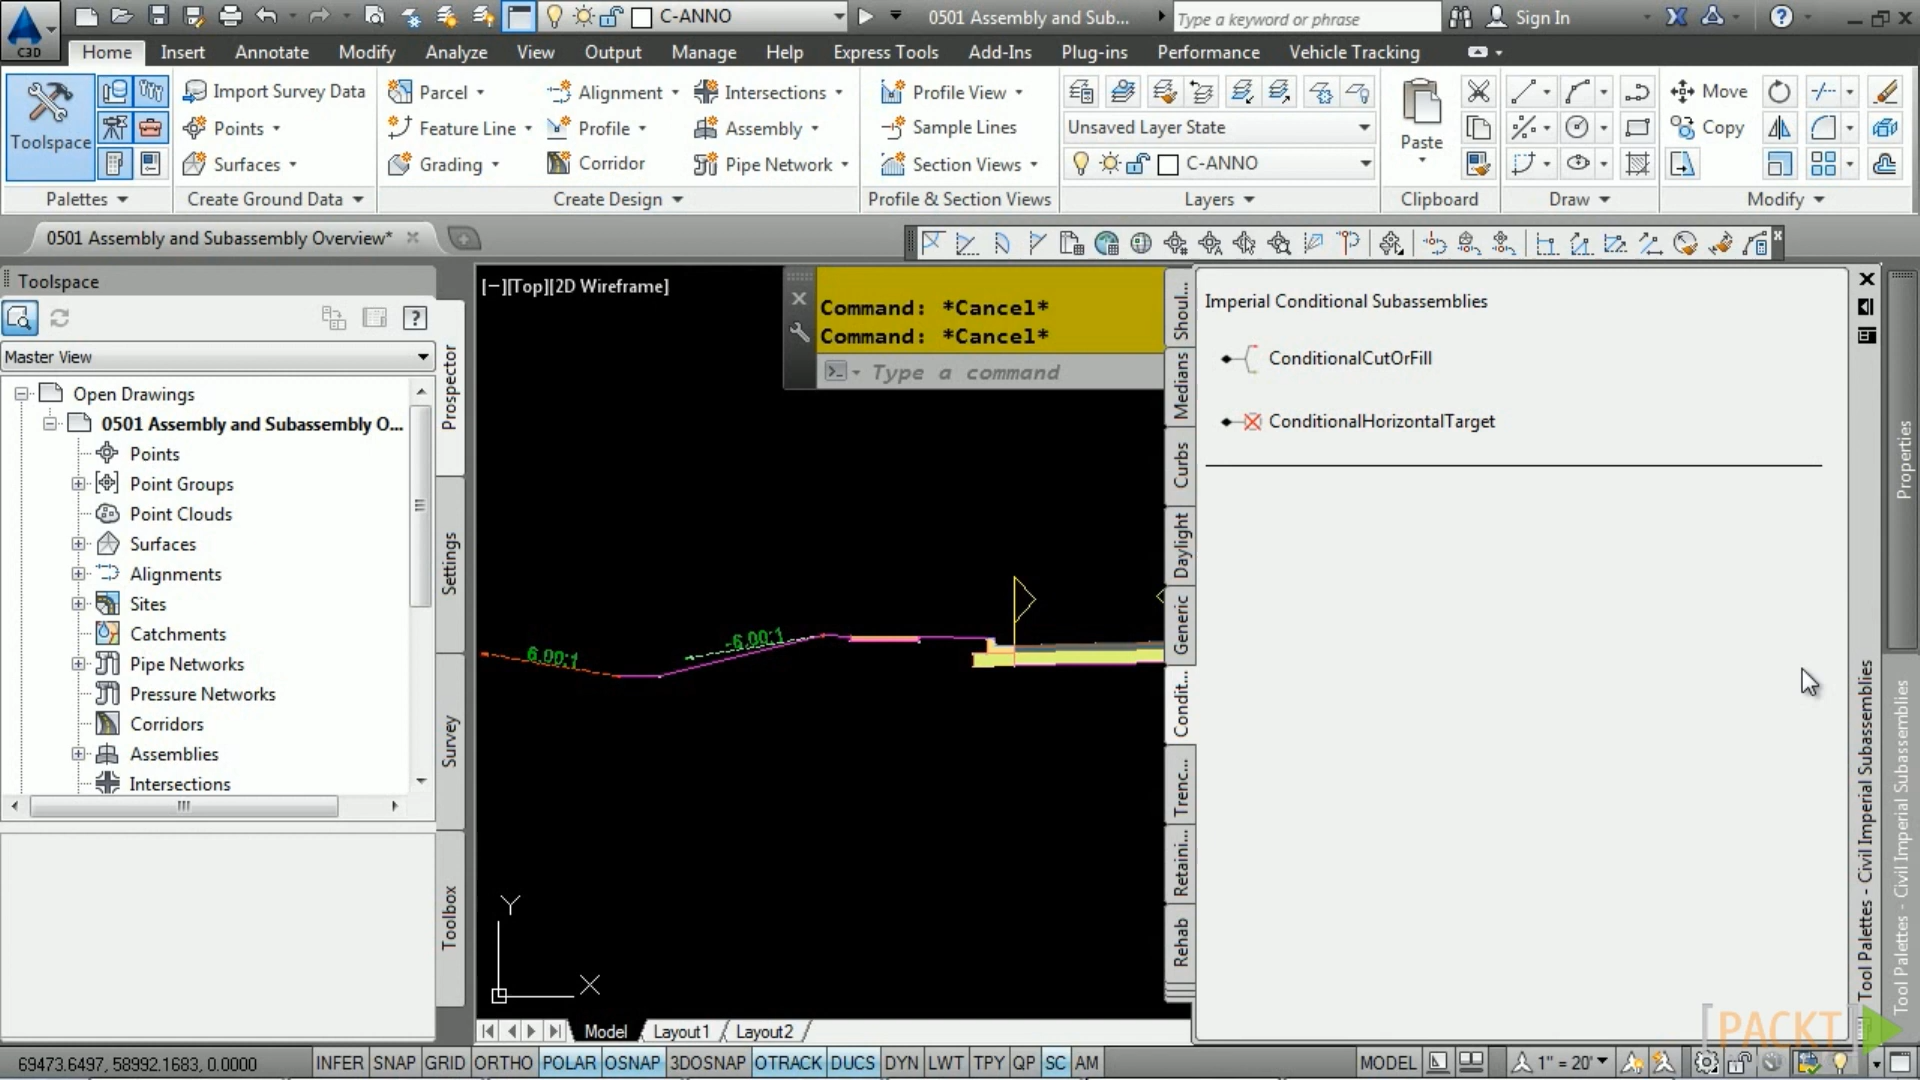 C-ANNO
0501 Assembly and Sub...
Type a keyword or phrase
Sign In
C3D
Home Insert Annotate Modify Analyze View Output Manage Help Express Tools Add-Ins Plug-ins Performance Vehicle Tracking
Toolspace
Import Survey Data
Points
Surfaces
Parcel
Feature Line
Grading
Alignment
Profile
Corridor
Intersections
Assembly
Pipe Network
Profile View
Sample Lines
Section Views
Unsaved Layer State
C-ANNO
Paste
Move
Copy
Palettes
Create Ground Data
Create Design
Profile & Section Views
Layers
Clipboard
Draw
Modify
0501 Assembly and Subassembly Overview*
Toolspace
Master View
Open Drawings
0501 Assembly and Subassembly O...
Points
Point Groups
Point Clouds
Surfaces
Alignments
Sites
Catchments
Pipe Networks
Pressure Networks
Corridors
Assemblies
Intersections
Prospector
Settings
Survey
Toolbox
[−][Top][2D Wireframe]
Command: *Cancel*
Command: *Cancel*
Type a command
6.00:1
-6.00:1
Y
X
Model Layout1 Layout2
Shoul...
Medians
Curbs
Daylight
Generic
Condit...
Trenc...
Retaini...
Rehab
Imperial Conditional Subassemblies
ConditionalCutOrFill
ConditionalHorizontalTarget
Tool Palettes - Civil Imperial Subassemblies
Properties
Tool Palettes - Civil Imperial Subassemblies
[PACKT]
69473.6497, 58992.1683, 0.0000
INFER SNAP GRID ORTHO POLAR OSNAP 3DOSNAP OTRACK DUCS DYN LWT TPY QP SC AM
MODEL
1" = 20'